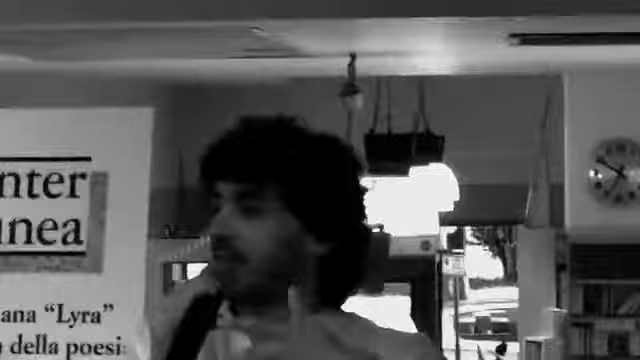 nter
nea
ana “Lyra”
della poesi